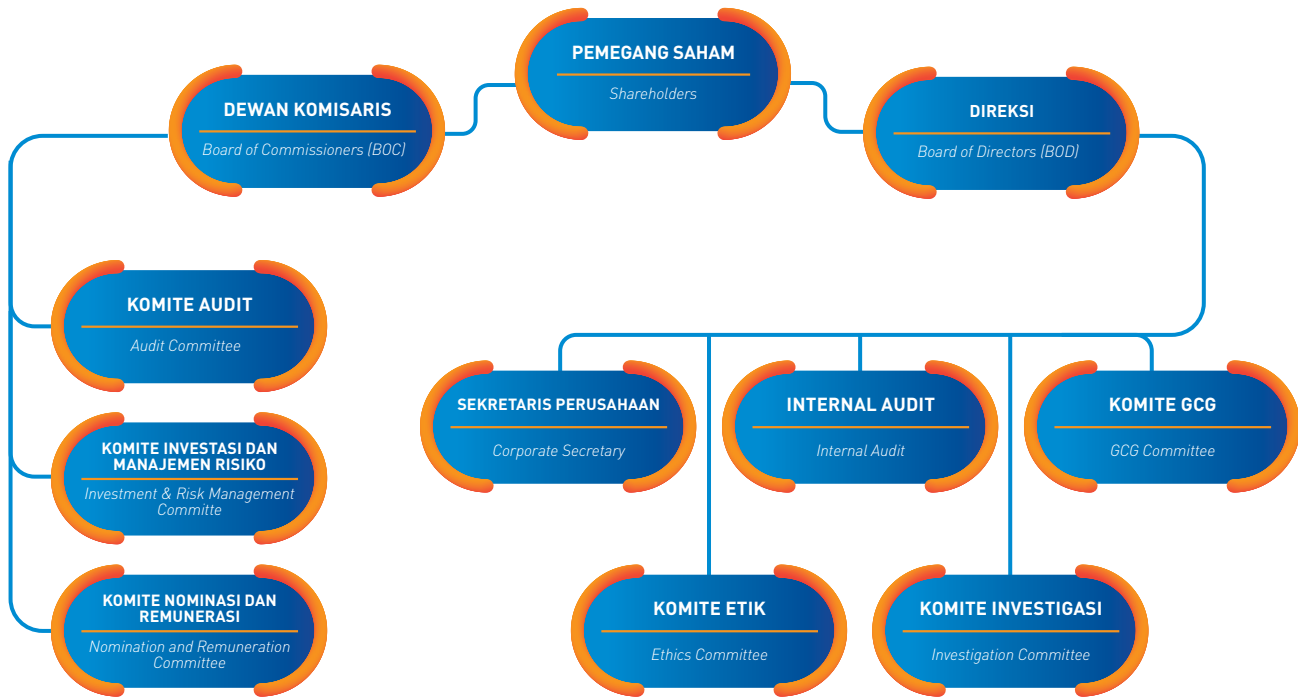 PEMEGANG SAHAM
Shareholders
DEWAN KOMISARIS
Board of Commissioners (BOC)
DIREKSI
Board of Directors (BOD)
KOMITE AUDIT
Audit Committee
KOMITE INVESTASI DAN
MANAJEMEN RISIKO
Investment & Risk Management
Committe
KOMITE NOMINASI DAN
REMUNERASI
Nomination and Remuneration
Committee
SEKRETARIS PERUSAHAAN
Corporate Secretary
INTERNAL AUDIT
Internal Audit
KOMITE GCG
GCG Committee
KOMITE ETIK
Ethics Committee
KOMITE INVESTIGASI
Investigation Committee